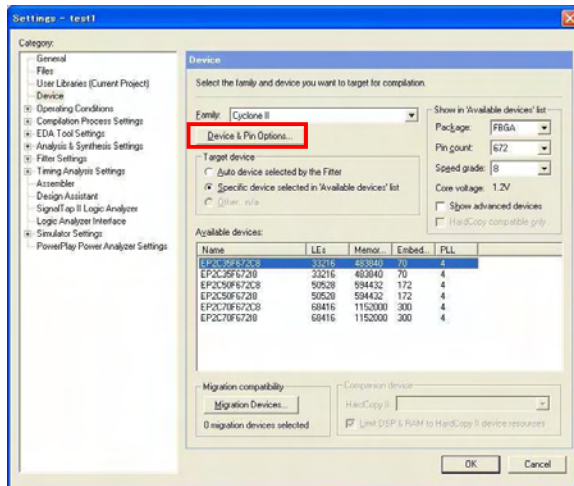 Settings - test1
Category:
General
Files
User Libraries (Current Project)
Device
Operating Conditions
Compilation Process Settings
EDA Tool Settings
Analysis & Synthesis Settings
Fitter Settings
Timing Analysis Settings
Assembler
Design Assistant
SignalTap II Logic Analyzer
Logic Analyzer Interface
Simulator Settings
PowerPlay Power Analyzer Settings
Device
Select the family and device you want to target for compilation.
Family: Cyclone II
Device & Pin Options...
Target device
Auto device selected by the Fitter
Specific device selected in 'Available devices' list
Other: n/a
Show in 'Available devices' list
Package: FBGA
Pin count: 672
Speed grade: 8
Core voltage: 1.2V
Show advanced devices
HardCopy compatible only
Available devices:
Name LEs Memor... Embed... PLL
EP2C35F672C8 33216 483840 70 4
EP2C35F672I8 33216 483840 70 4
EP2C50F672C8 50528 594432 172 4
EP2C50F672I8 50528 594432 172 4
EP2C70F672C8 68416 1152000 300 4
EP2C70F672I8 68416 1152000 300 4
Migration compatibility
Migration Devices...
0 migration devices selected
Companion device
HardCopy II:
Limit DSP & RAM to HardCopy II device resources
OK Cancel